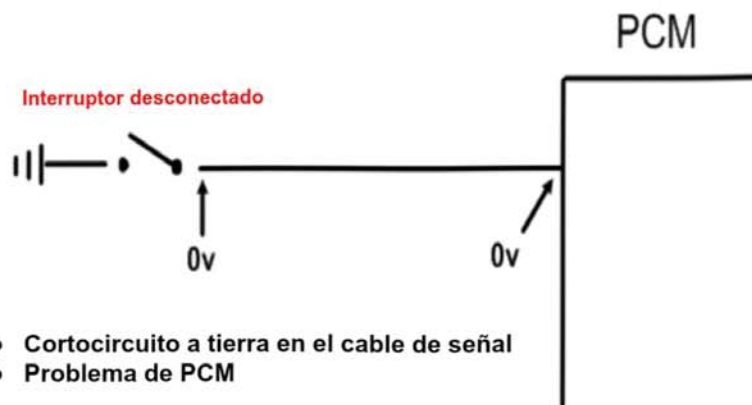 PCM
Interruptor desconectado
0v
0v
• Cortocircuito a tierra en el cable de señal
• Problema de PCM